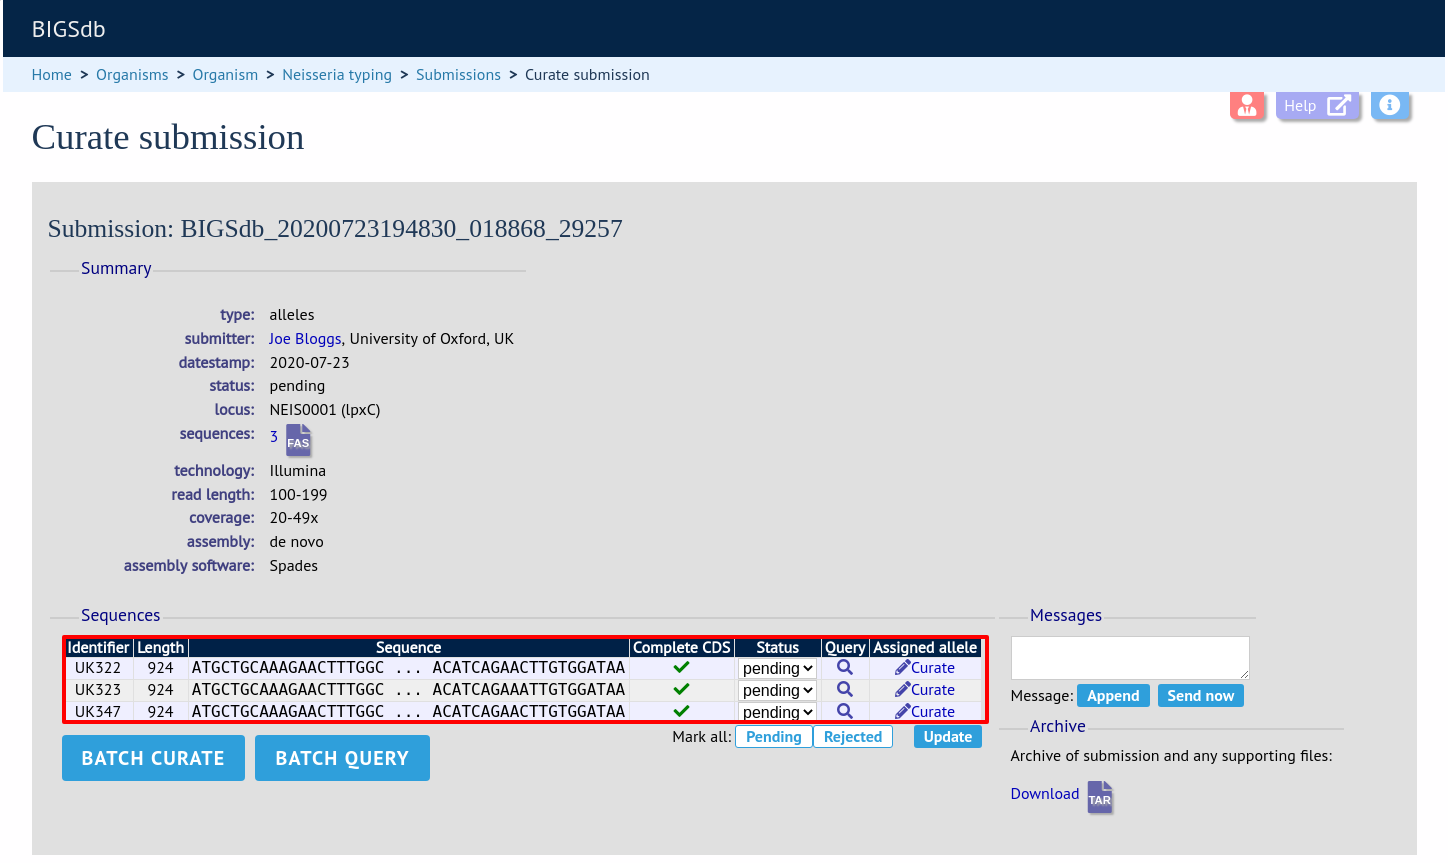 BIGSdb
Home > Organisms > Organism > Neisseria typing > Submissions > Curate submission
Help
Curate submission
Submission: BIGSdb_20200723194830_018868_29257
Summary
type: alleles
submitter: Joe Bloggs, University of Oxford, UK
datestamp: 2020-07-23
status: pending
locus: NEIS0001 (lpxC)
sequences: 3 FAS
technology: Illumina
read length: 100-199
coverage: 20-49x
assembly: de novo
assembly software: Spades
Sequences
Identifier Length Sequence Complete CDS Status Query Assigned allele
UK322 924 ATGCTGCAAAGAACTTTGGC ... ACATCAGAACTTGTGGATAA pending Curate
UK323 924 ATGCTGCAAAGAACTTTGGC ... ACATCAGAAATTGTGGATAA pending Curate
UK347 924 ATGCTGCAAAGAACTTTGGC ... ACATCAGAACTTGTGGATAA pending Curate
Mark all: Pending Rejected Update
BATCH CURATE BATCH QUERY
Messages
Message: Append Send now
Archive
Archive of submission and any supporting files:
Download TAR